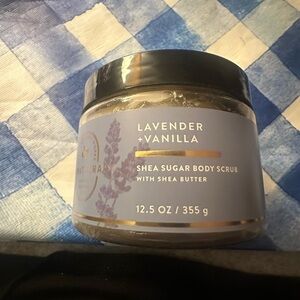 LAVENDER
+VANILLA
SHEA SUGAR BODY SCRUB
WITH SHEA BUTTER
12.5 OZ / 355 g